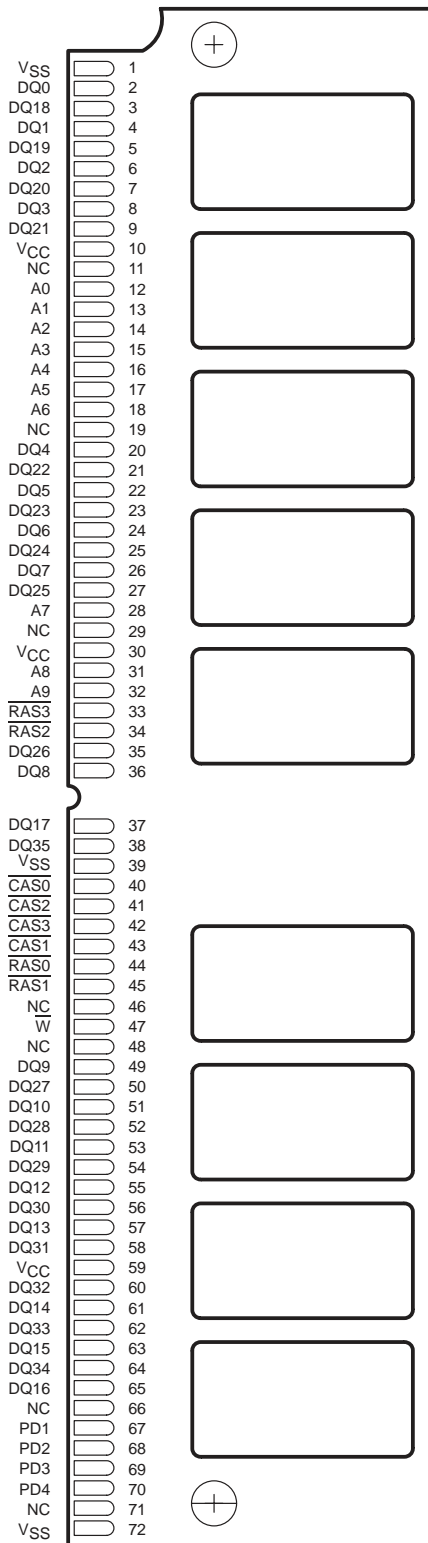 VSS 1
DQ0 2
DQ18 3
DQ1 4
DQ19 5
DQ2 6
DQ20 7
DQ3 8
DQ21 9
VCC 10
NC 11
A0 12
A1 13
A2 14
A3 15
A4 16
A5 17
A6 18
NC 19
DQ4 20
DQ22 21
DQ5 22
DQ23 23
DQ6 24
DQ24 25
DQ7 26
DQ25 27
A7 28
NC 29
VCC 30
A8 31
A9 32
RAS3 33
RAS2 34
DQ26 35
DQ8 36
DQ17 37
DQ35 38
VSS 39
CAS0 40
CAS2 41
CAS3 42
CAS1 43
RAS0 44
RAS1 45
NC 46
W 47
NC 48
DQ9 49
DQ27 50
DQ10 51
DQ28 52
DQ11 53
DQ29 54
DQ12 55
DQ30 56
DQ13 57
DQ31 58
VCC 59
DQ32 60
DQ14 61
DQ33 62
DQ15 63
DQ34 64
DQ16 65
NC 66
PD1 67
PD2 68
PD3 69
PD4 70
NC 71
VSS 72